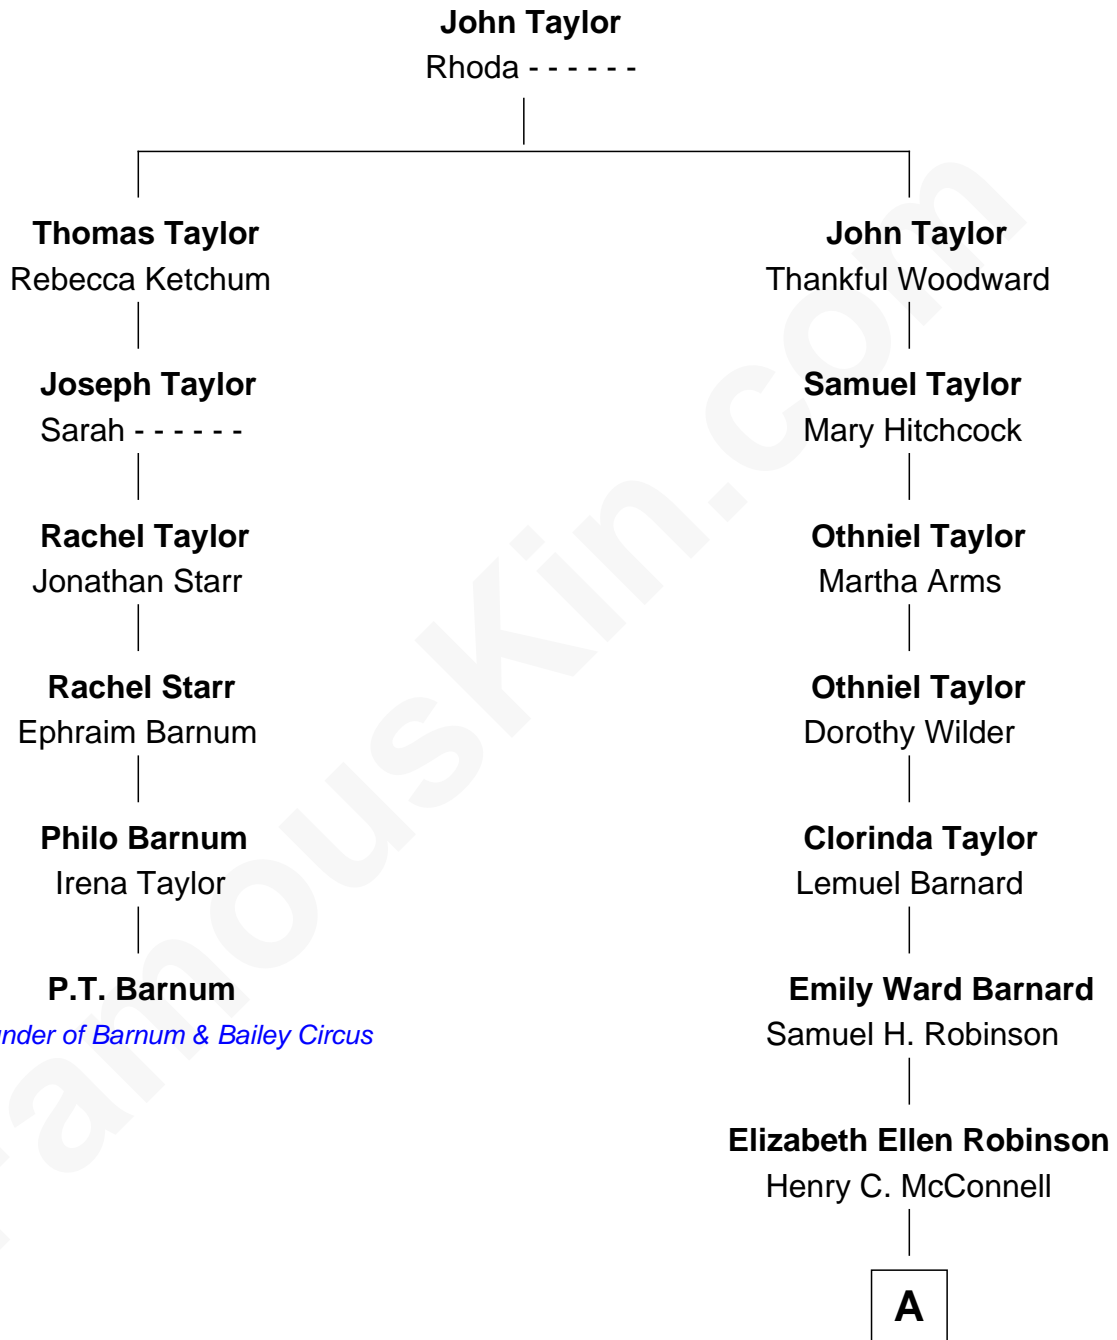 John Taylor
Rhoda - - - - - -
Thomas Taylor
Rebecca Ketchum
Joseph Taylor
Sarah - - - - - -
Rachel Taylor
Jonathan Starr
Rachel Starr
Ephraim Barnum
Philo Barnum
Irena Taylor
P.T. Barnum
under of Barnum & Bailey Circus
John Taylor
Thankful Woodward
Samuel Taylor
Mary Hitchcock
Othniel Taylor
Martha Arms
Othniel Taylor
Dorothy Wilder
Clorinda Taylor
Lemuel Barnard
Emily Ward Barnard
Samuel H. Robinson
Elizabeth Ellen Robinson
Henry C. McConnell
A
FamousKin.com